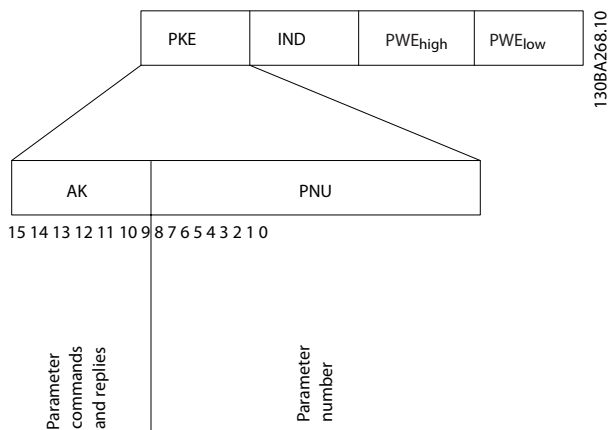 PKE IND PWEhigh PWElow
130BA268.10
AK PNU
15 14 13 12 11 10 9 8 7 6 5 4 3 2 1 0
Parameter
commands
and replies
Parameter
number